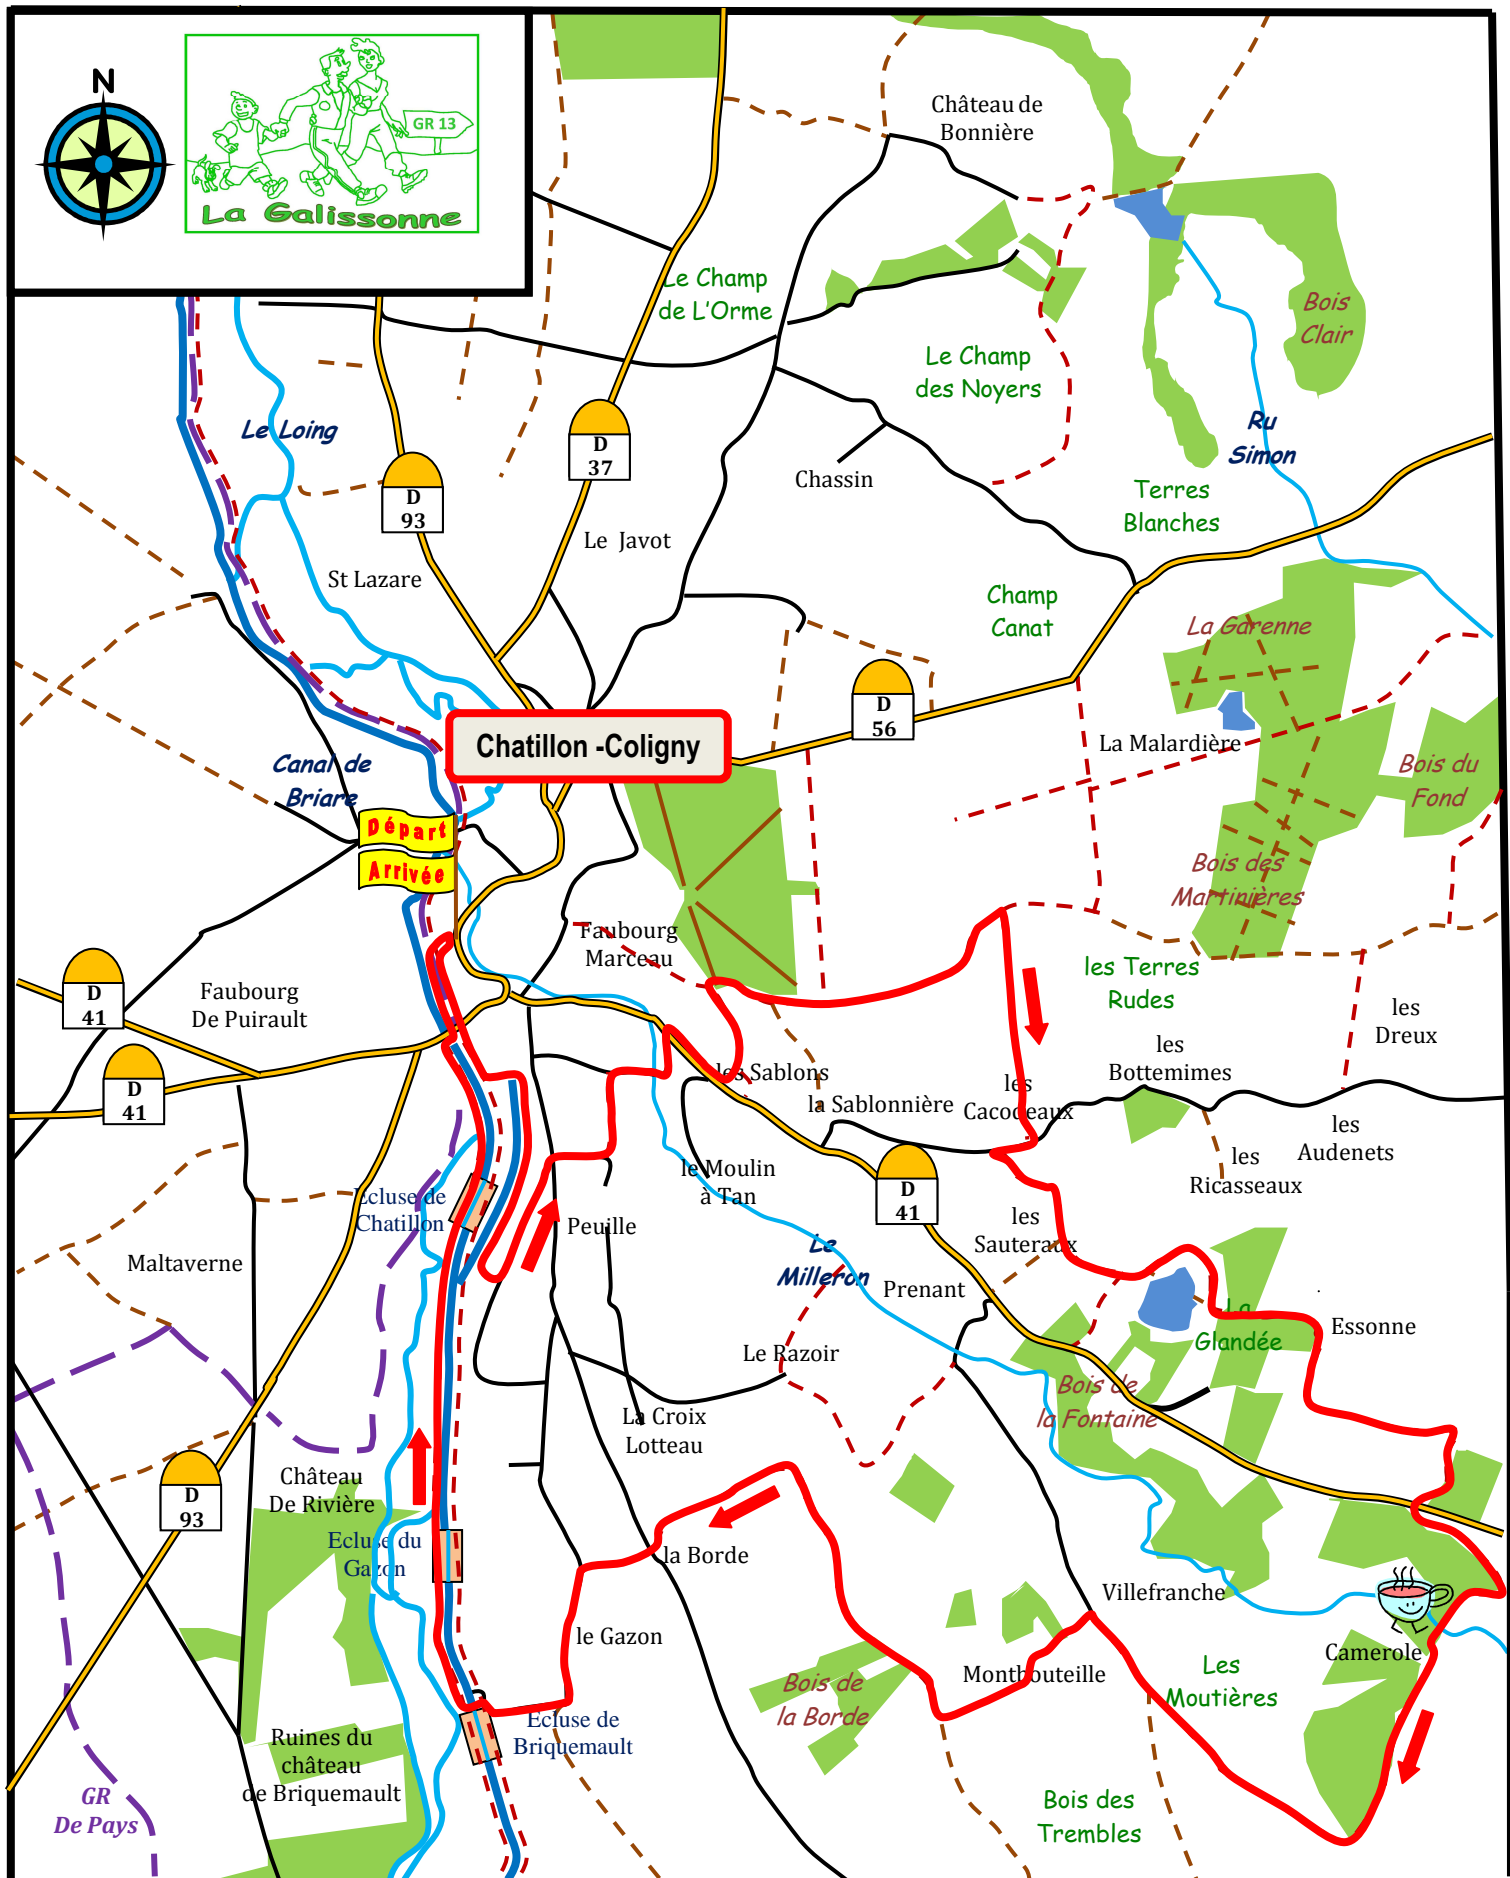 N
GR 13
La Galissonne
Château de
Bonnière
Le Champ
de L'Orme
Bois
Clair
Le Champ
des Noyers
Le Loing
Ru
Simon
D
37
Chassin
D
93
Terres
Blanches
Le Javot
St Lazare
Champ
Canat
La Garenne
D
56
Chatillon -Coligny
La Malardière
Canal de
Briare
Bois du
Fond
Départ
Arrivée
Bois des
Martinières
Faubourg
Marceau
les Terres
Rudes
D
41
Faubourg
De Puirault
les
Dreux
les
Bottemimes
D
41
les Sablons
la Sablonnière
les
Cacodeaux
les
Audenets
le Moulin
à Tan
D
41
les
Ricasseaux
Ecluse de
Chatillon
Peuille
les
Sauteraux
Maltaverne
Le
Milleron
Prenant
La
Glandée
Essonne
Le Razoir
Bois de
la Fontaine
La Croix
Lotteau
Château
De Rivière
D
93
Ecluse du
Gazon
la Borde
Villefranche
le Gazon
Camerole
Montbouteille
Les
Moutières
Bois de
la Borde
Ecluse de
Briquemault
Ruines du
château
de Briquemault
GR
De Pays
Bois des
Trembles